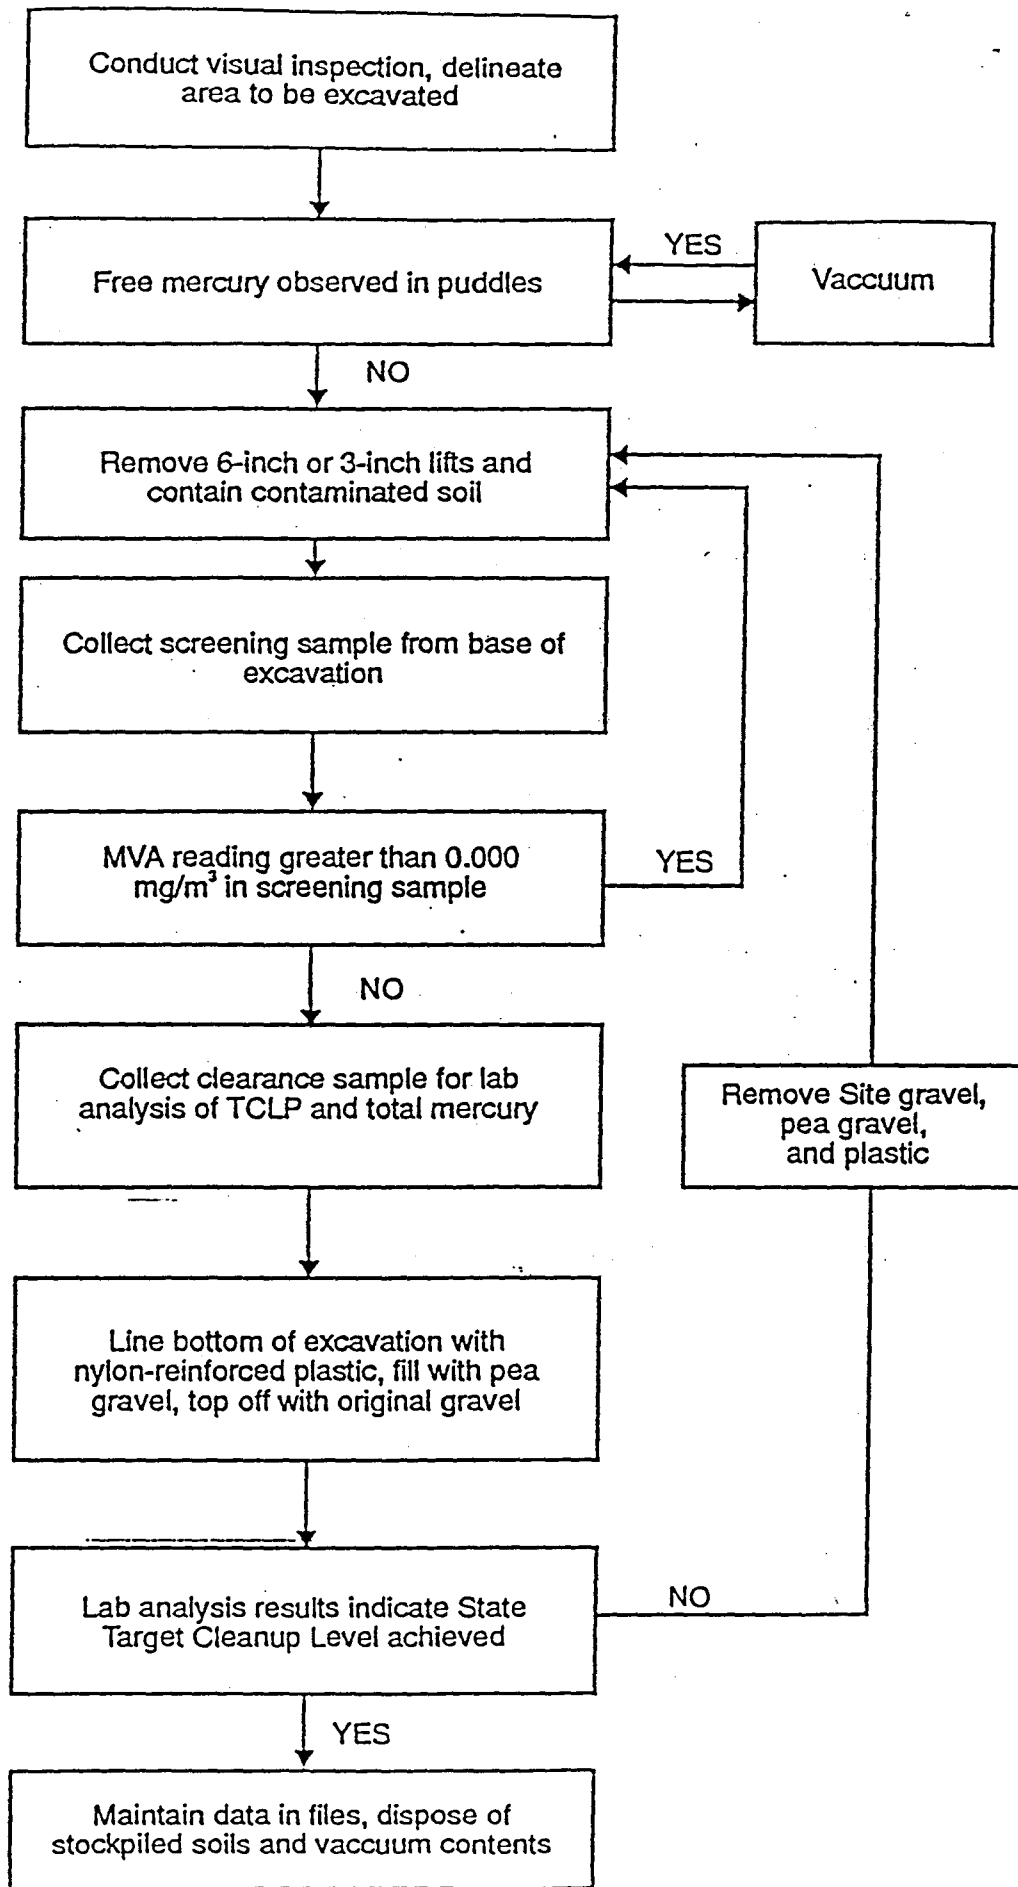 Conduct visual inspection, delineate
area to be excavated
Free mercury observed in puddles
YES
Vaccuum
NO
Remove 6-inch or 3-inch lifts and
contain contaminated soil
Collect screening sample from base of
excavation
MVA reading greater than 0.000
mg/m³ in screening sample
YES
NO
Collect clearance sample for lab
analysis of TCLP and total mercury
Remove Site gravel,
pea gravel,
and plastic
Line bottom of excavation with
nylon-reinforced plastic, fill with pea
gravel, top off with original gravel
Lab analysis results indicate State
Target Cleanup Level achieved
NO
YES
Maintain data in files, dispose of
stockpiled soils and vaccuum contents